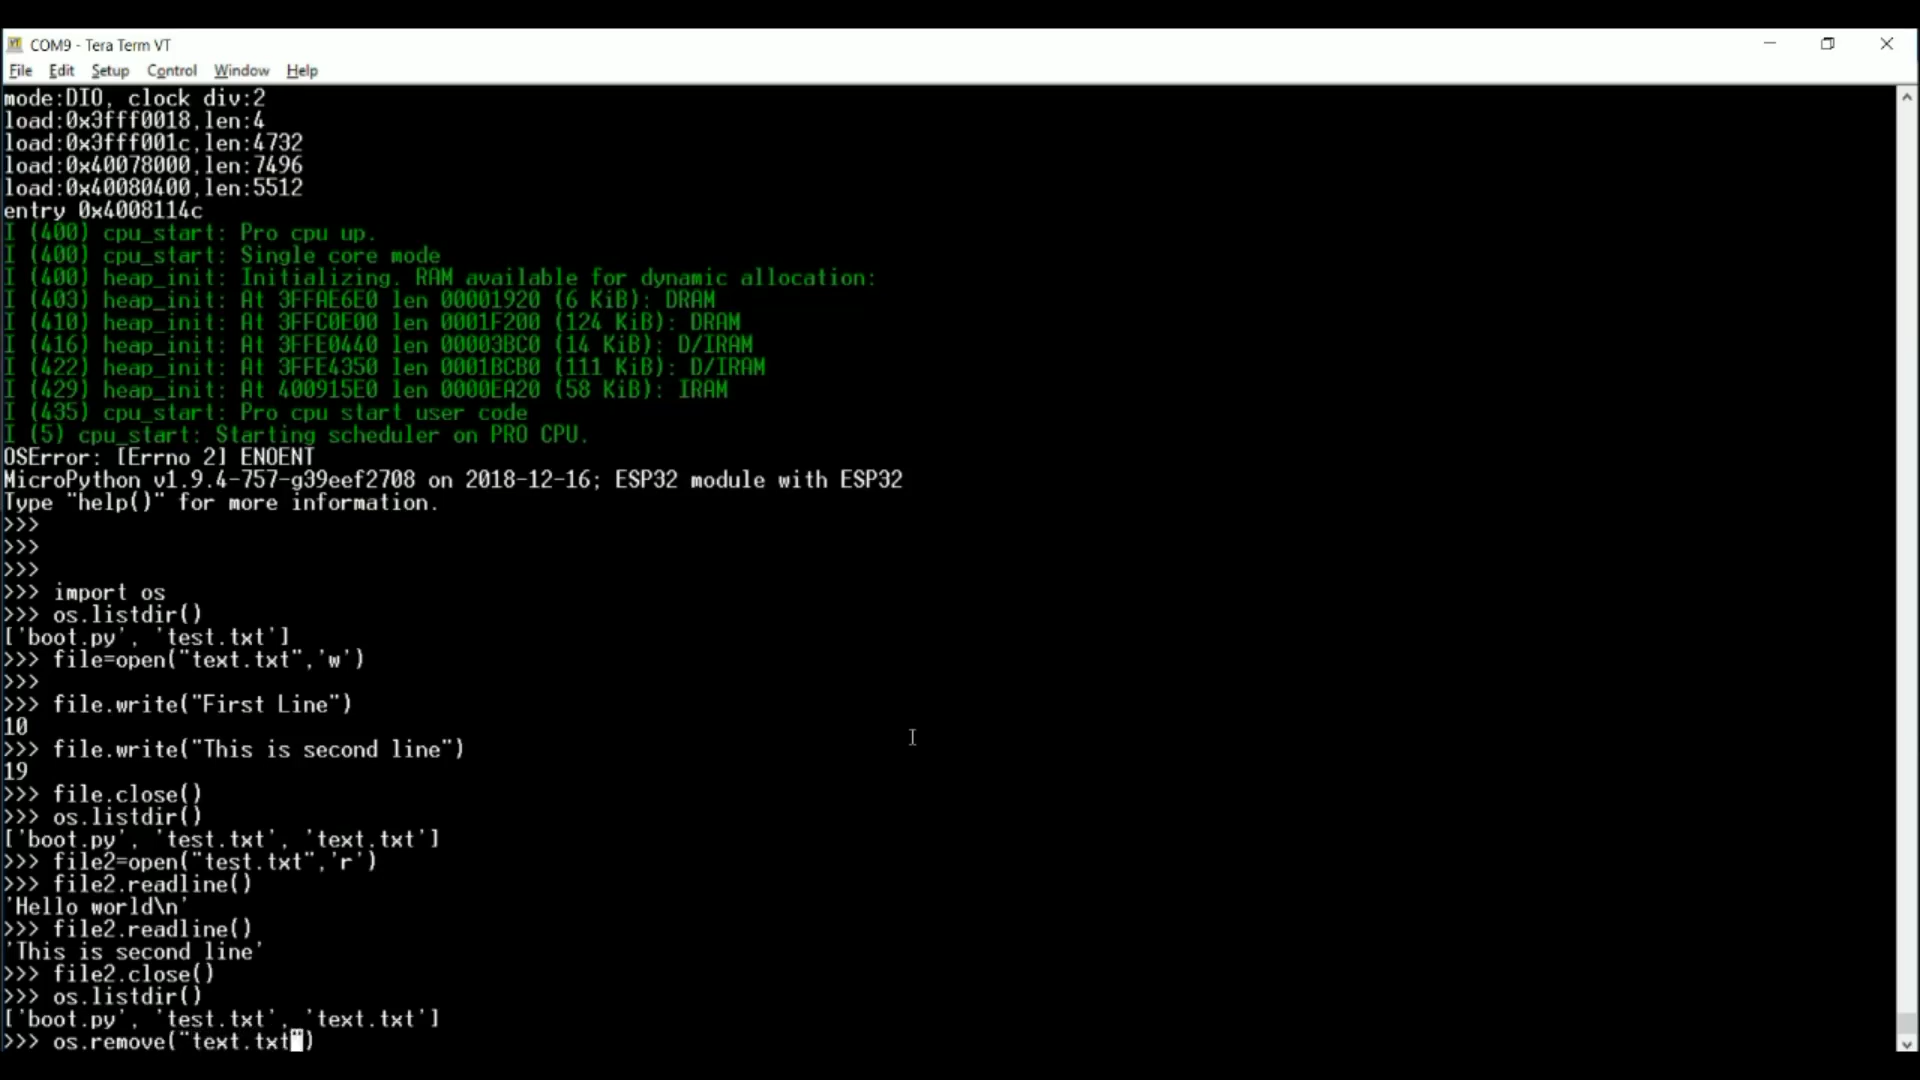 COM9 - Tera Term VT
File Edit Setup Control Window Help
mode:DIO, clock div:2
load:0x3fff0018,len:4
load:0x3fff001c,len:4732
load:0x40078000,len:7496
load:0x40080400,len:5512
entry 0x4008114c
I (400) cpu_start: Pro cpu up.
I (400) cpu_start: Single core mode
I (400) heap_init: Initializing. RAM available for dynamic allocation:
I (403) heap_init: At 3FFAE6E0 len 00001920 (6 KiB): DRAM
I (410) heap_init: At 3FFC0E00 len 0001F200 (124 KiB): DRAM
I (416) heap_init: At 3FFE0440 len 00003BC0 (14 KiB): D/IRAM
I (422) heap_init: At 3FFE4350 len 0001BCB0 (111 KiB): D/IRAM
I (429) heap_init: At 400915E0 len 0000EA20 (58 KiB): IRAM
I (435) cpu_start: Pro cpu start user code
I (5) cpu_start: Starting scheduler on PRO CPU.
OSError: [Errno 2] ENOENT
MicroPython v1.9.4-757-g39eef2708 on 2018-12-16; ESP32 module with ESP32
Type "help()" for more information.
>>>
>>>
>>>
>>> import os
>>> os.listdir()
['boot.py', 'test.txt']
>>> file=open("text.txt",'w')
>>>
>>> file.write("First Line")
10
>>> file.write("This is second line")
19
>>> file.close()
>>> os.listdir()
['boot.py', 'test.txt', 'text.txt']
>>> file2=open("test.txt",'r')
>>> file2.readline()
'Hello world\n'
>>> file2.readline()
'This is second line'
>>> file2.close()
>>> os.listdir()
['boot.py', 'test.txt', 'text.txt']
>>> os.remove("text.txt")